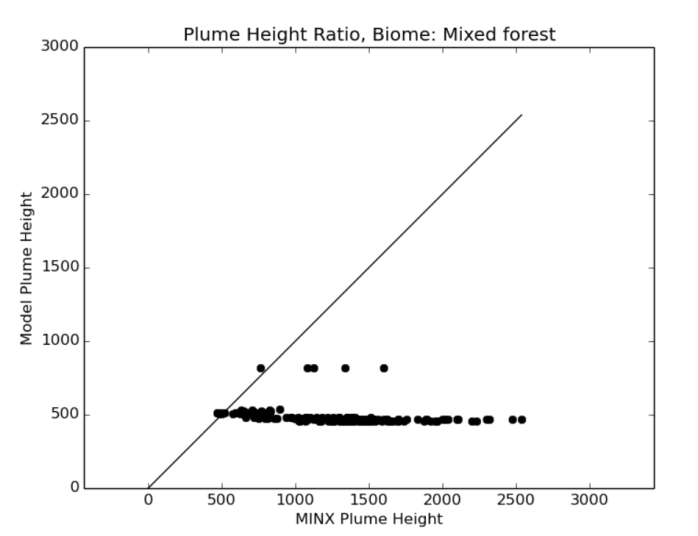 Plume Height Ratio, Biome: Mixed forest
3000
2500
2000
1500
1000
500
0
Model Plume Height
0 500 1000 1500 2000 2500 3000
MINX Plume Height